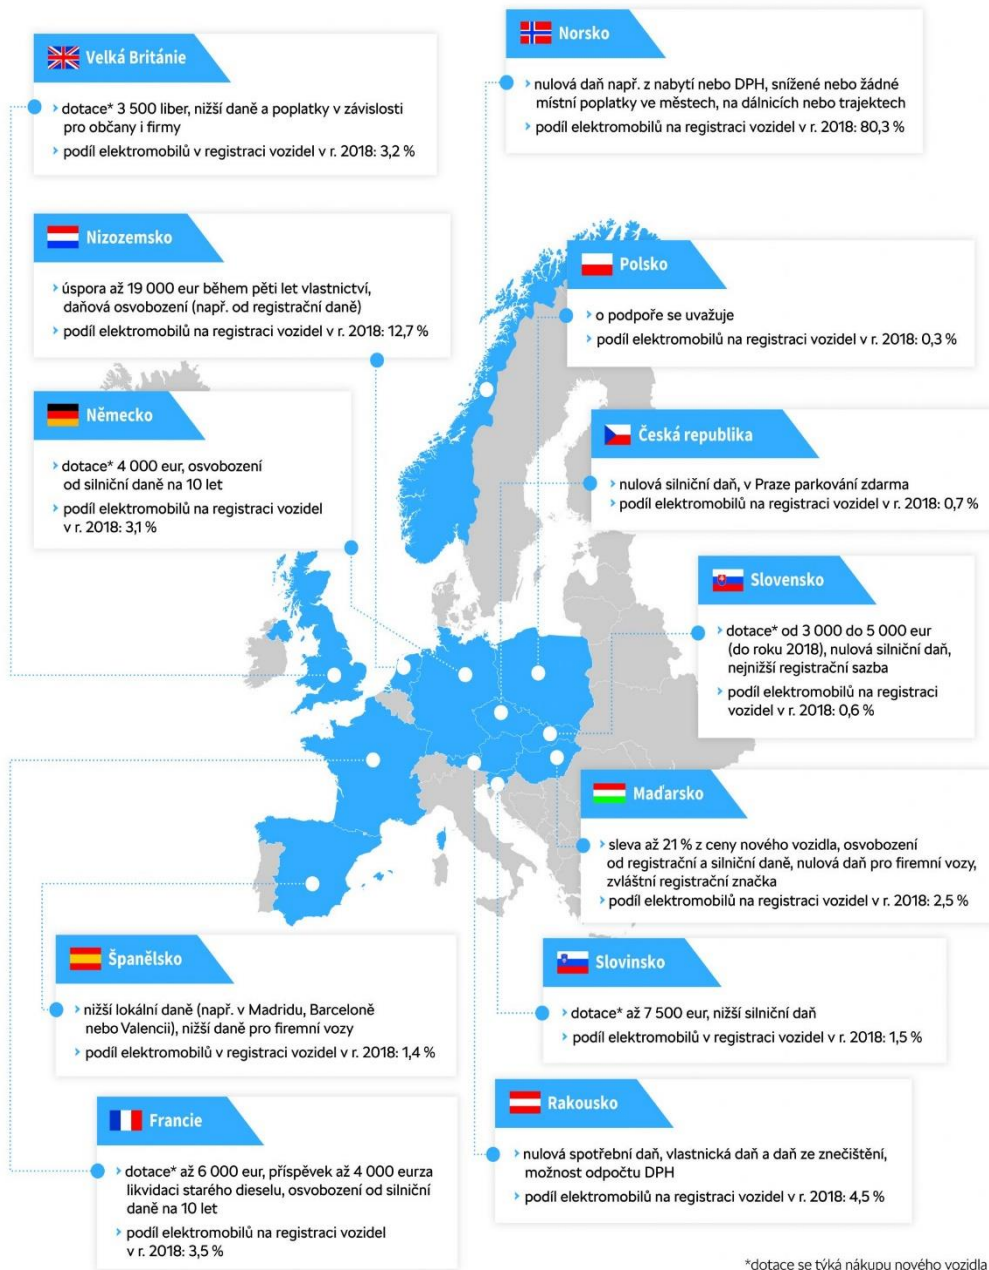 Velká Británie
dotace* 3 500 liber, nižší daně a poplatky v závislosti
pro občany i firmy
podíl elektromobilů v registraci vozidel v r. 2018: 3,2 %
Norsko
nulová daň např. z nabytí nebo DPH, snížené nebo žádné
místní poplatky ve městech, na dálnicích nebo trajektech
podíl elektromobilů na registraci vozidel v r. 2018: 80,3 %
Nizozemsko
úspora až 19 000 eur během pěti let vlastnictví,
daňová osvobození (např. od registrační daně)
podíl elektromobilů na registraci vozidel v r. 2018: 12,7 %
Polsko
o podpoře se uvažuje
podíl elektromobilů na registraci vozidel v r. 2018: 0,3 %
Německo
dotace* 4 000 eur, osvobození
od silniční daně na 10 let
podíl elektromobilů na registraci vozidel
v r. 2018: 3,1 %
Česká republika
nulová silniční daň, v Praze parkování zdarma
podíl elektromobilů na registraci vozidel v r. 2018: 0,7 %
Slovensko
dotace* od 3 000 do 5 000 eur
(do roku 2018), nulová silniční daň,
nejnižší registrační sazba
podíl elektromobilů na registraci
vozidel v r. 2018: 0,6 %
Maďarsko
sleva až 21 % z ceny nového vozidla, osvobození
od registrační a silniční daně, nulová daň pro firemní vozy,
zvláštní registrační značka
podíl elektromobilů na registraci vozidel v r. 2018: 2,5 %
Španělsko
nižší lokální daně (např. v Madridu, Barceloně
nebo Valencii), nižší daně pro firemní vozy
podíl elektromobilů v registraci vozidel v r. 2018: 1,4 %
Slovinsko
dotace* až 7 500 eur, nižší silniční daň
podíl elektromobilů v registraci vozidel v r. 2018: 1,5 %
Francie
dotace* až 6 000 eur, příspěvek až 4 000 eurza
likvidaci starého dieselu, osvobození od silniční
daně na 10 let
podíl elektromobilů na registraci vozidel
v r. 2018: 3,5 %
Rakousko
nulová spotřební daň, vlastnická daň a daň ze znečištění,
možnost odpočtu DPH
podíl elektromobilů na registraci vozidel v r. 2018: 4,5 %
*dotace se týká nákupu nového vozidla